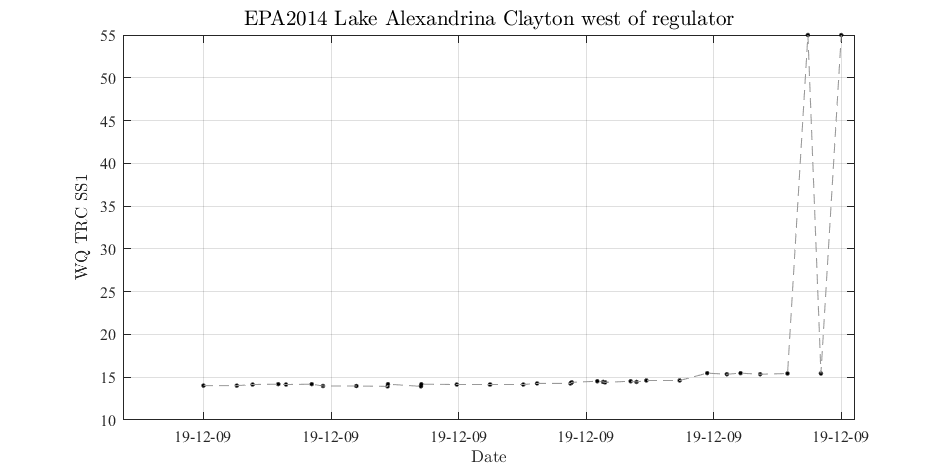 EPA2014 Lake Alexandrina Clayton west of regulator
55
50
45
40
35
30
25
20
15
10
WQ TRC SS1
19-12-09 19-12-09 19-12-09 19-12-09 19-12-09 19-12-09
Date